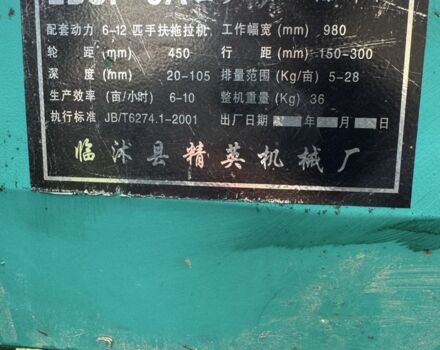 配套动力 6-12 匹手扶拖拉机 工作幅宽 (mm) 980
轮 距 (mm) 450 行 距 (mm) 150-300
深 度 (mm) 20-105 排量范围 (Kg/亩) 5-28
生产效率 (亩/小时) 6-10 整机重量 (Kg) 36
执行标准 JB/T6274.1-2001 出厂日期 年 月 日
临沭县精英机械厂